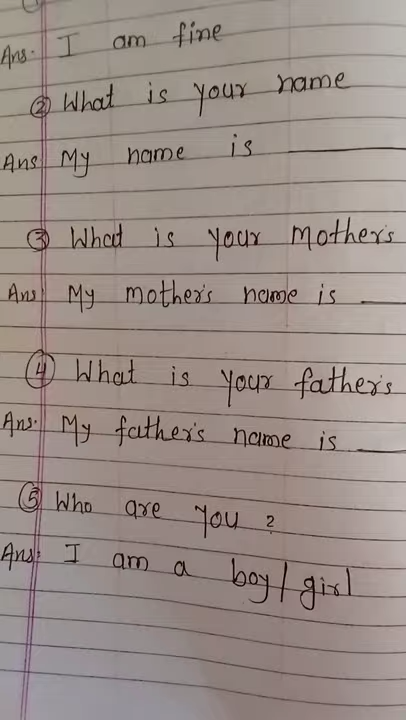 Ans. I am fine
② What is your name
Ans My name is ______
③ What is your Mother's
Ans. My mother's name is ___
④ What is your father's
Ans. My father's name is ___
⑤ Who are you ?
Ans. I am a boy/girl